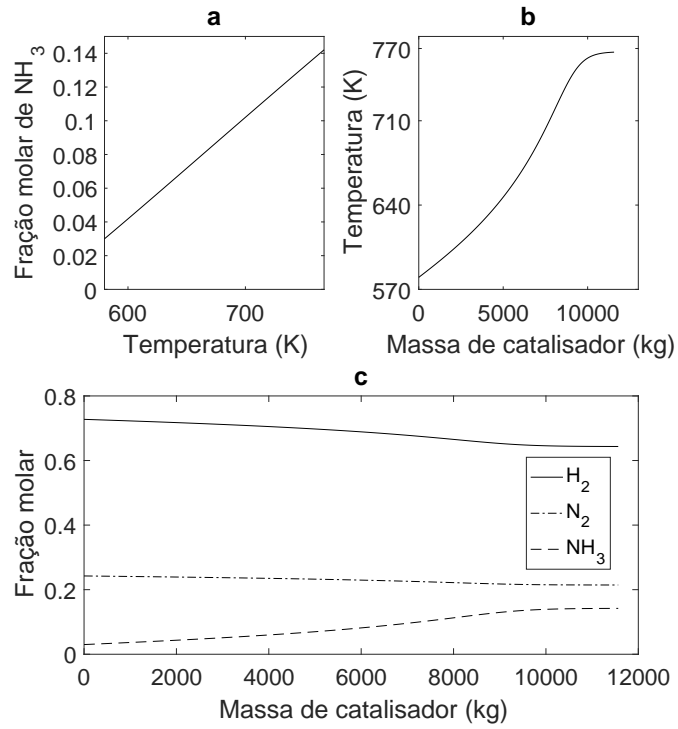 a
Fração molar de NH3
0
0.02
0.04
0.06
0.08
0.1
0.12
0.14
600
700
Temperatura (K)
b
Temperatura (K)
570
640
710
770
0
5000
10000
Massa de catalisador (kg)
c
Fração molar
0
0.2
0.4
0.6
0.8
0
2000
4000
6000
8000
10000
12000
Massa de catalisador (kg)
H2
N2
NH3